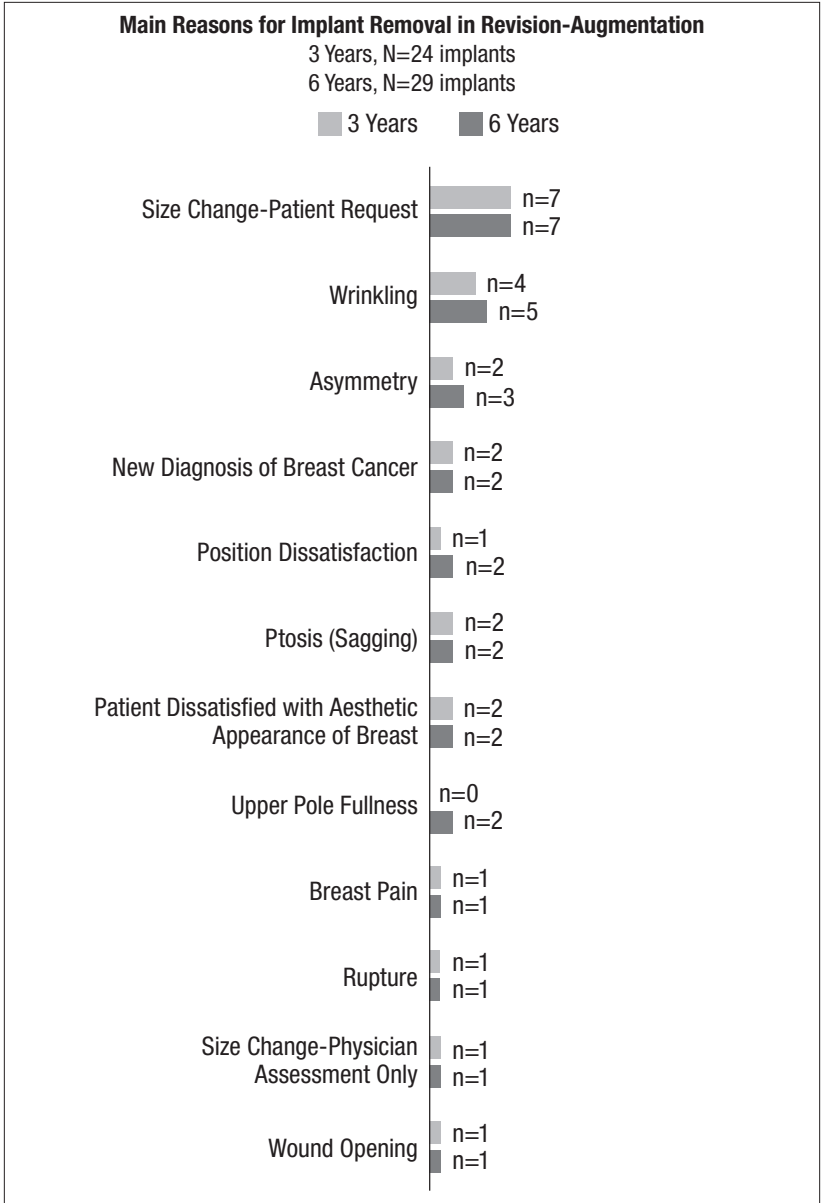 Main Reasons for Implant Removal in Revision-Augmentation
3 Years, N=24 implants
6 Years, N=29 implants
3 Years 6 Years
Size Change-Patient Request
n=7
n=7
Wrinkling
n=4
n=5
Asymmetry
n=2
n=3
New Diagnosis of Breast Cancer
n=2
n=2
Position Dissatisfaction
n=1
n=2
Ptosis (Sagging)
n=2
n=2
Patient Dissatisfied with Aesthetic
Appearance of Breast
n=2
n=2
Upper Pole Fullness
n=0
n=2
Breast Pain
n=1
n=1
Rupture
n=1
n=1
Size Change-Physician
Assessment Only
n=1
n=1
Wound Opening
n=1
n=1